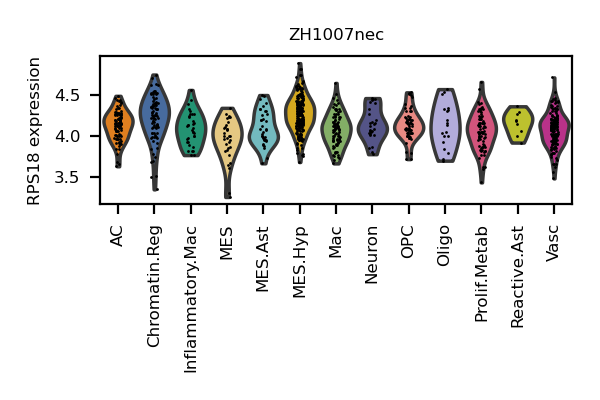 ZH1007nec
RPS18 expression
4.5
4.0
3.5
AC
Chromatin.Reg
Inflammatory.Mac
MES
MES.Ast
MES.Hyp
Mac
Neuron
OPC
Oligo
Prolif.Metab
Reactive.Ast
Vasc